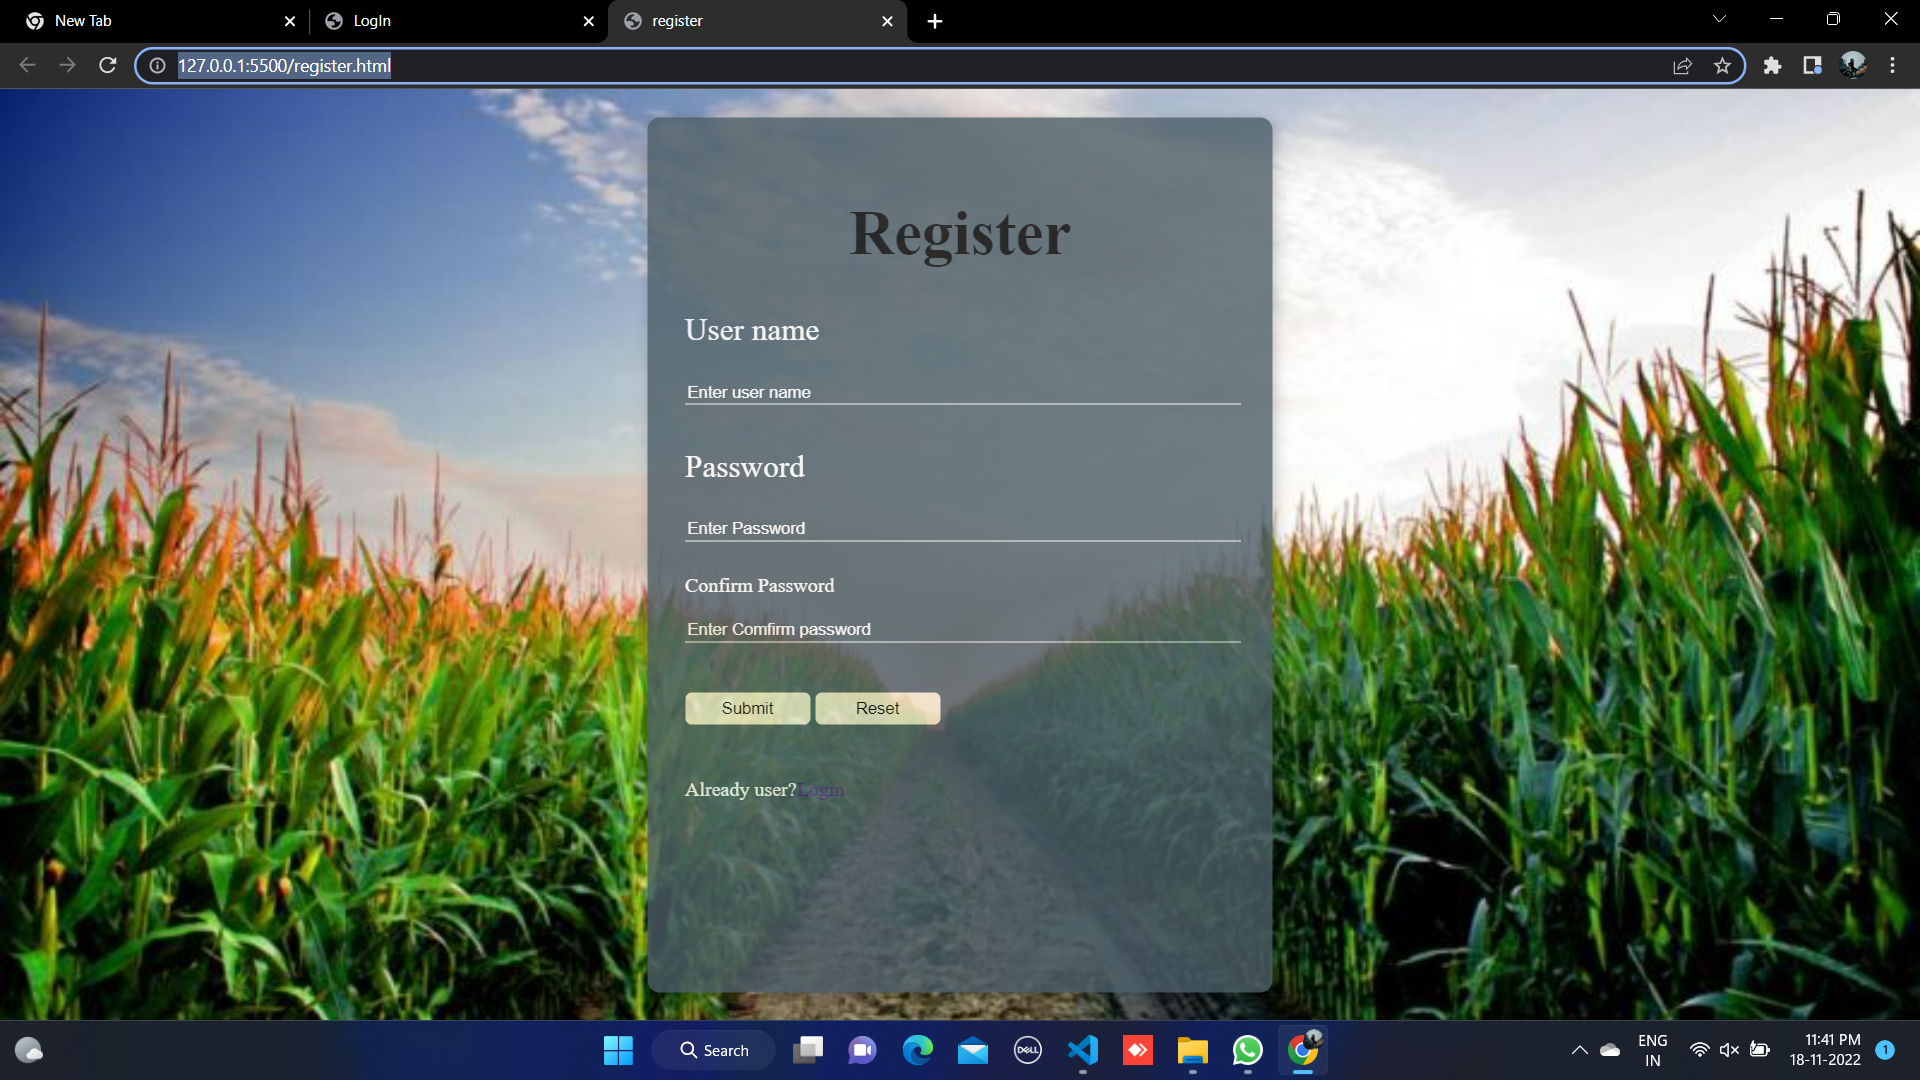 New Tab
LogIn
register
127.0.0.1:5500/register.html
Register
User name
Enter user name
Password
Enter Password
Confirm Password
Enter Comfirm password
Submit
Reset
Already user?Login
Search
DELL
ENG
IN
11:41 PM
18-11-2022
1